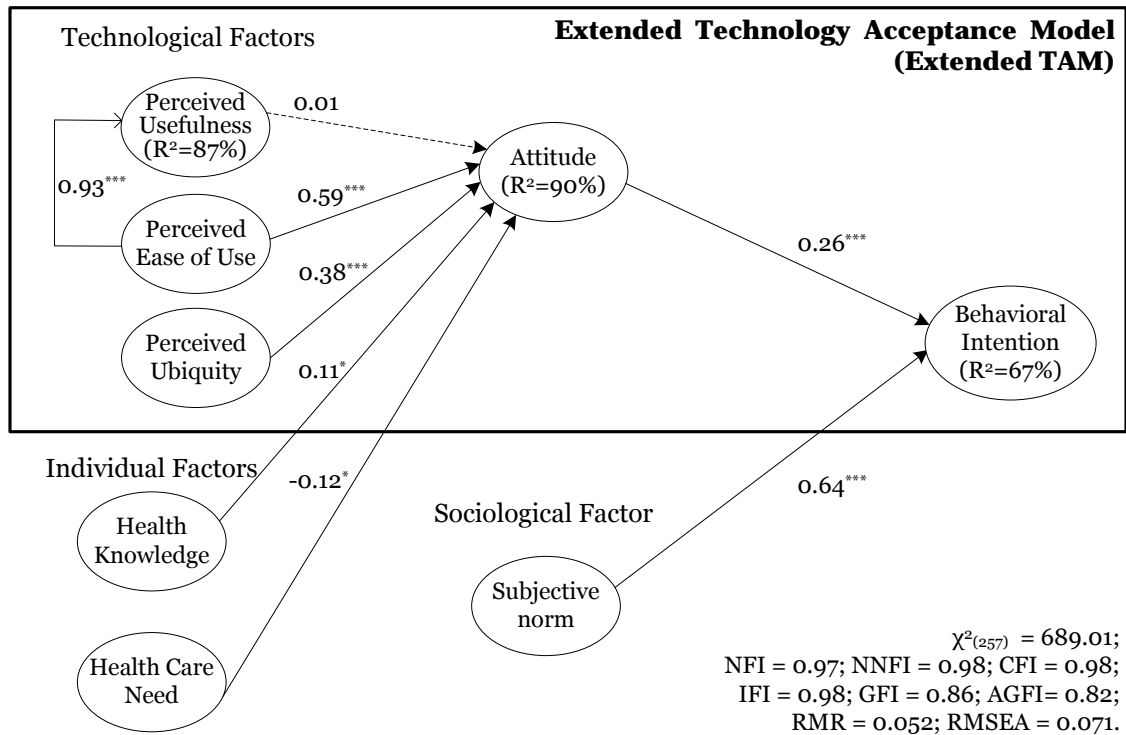 Technological Factors
Extended Technology Acceptance Model
(Extended TAM)
Perceived
Usefulness
(R²=87%)
0.01
Attitude
(R²=90%)
0.93***
0.59***
Perceived
Ease of Use
0.26***
0.38***
Perceived
Ubiquity
Behavioral
Intention
(R²=67%)
0.11*
Individual Factors
-0.12*
0.64***
Sociological Factor
Health
Knowledge
Subjective
norm
Health Care
Need
χ²(257) = 689.01;
NFI = 0.97; NNFI = 0.98; CFI = 0.98;
IFI = 0.98; GFI = 0.86; AGFI= 0.82;
RMR = 0.052; RMSEA = 0.071.